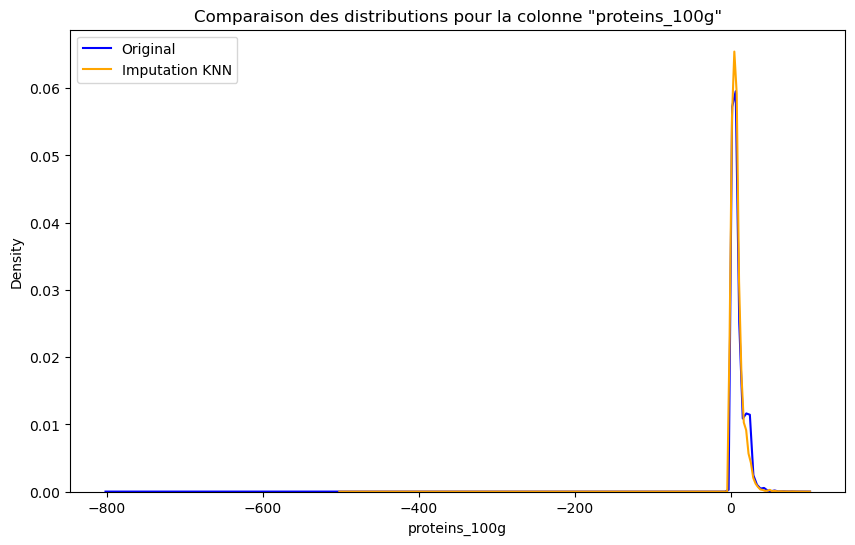 Comparaison des distributions pour la colonne "proteins_100g"
Original
Imputation KNN
Density
0.06
0.05
0.04
0.03
0.02
0.01
0.00
−800
−600
−400
−200
0
proteins_100g